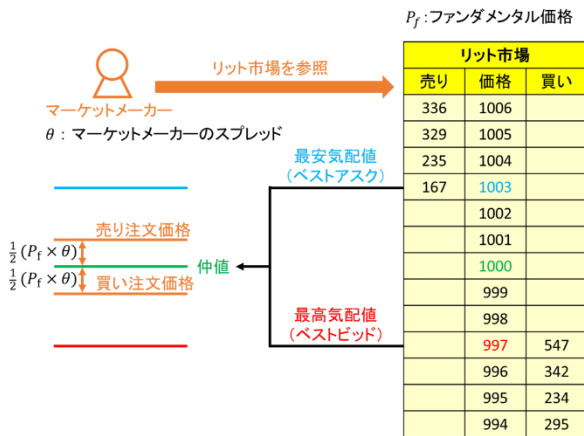 P_f:ファンダメンタル価格
リット市場を参照
マーケットメーカー
θ : マーケットメーカーのスプレッド
最安気配値
(ベストアスク)
売り注文価格
½(P_f × θ)
仲値
½(P_f × θ)
買い注文価格
最高気配値
(ベストビッド)
リット市場
売り 価格 買い
336 1006
329 1005
235 1004
167 1003
1002
1001
1000
999
998
997 547
996 342
995 234
994 295